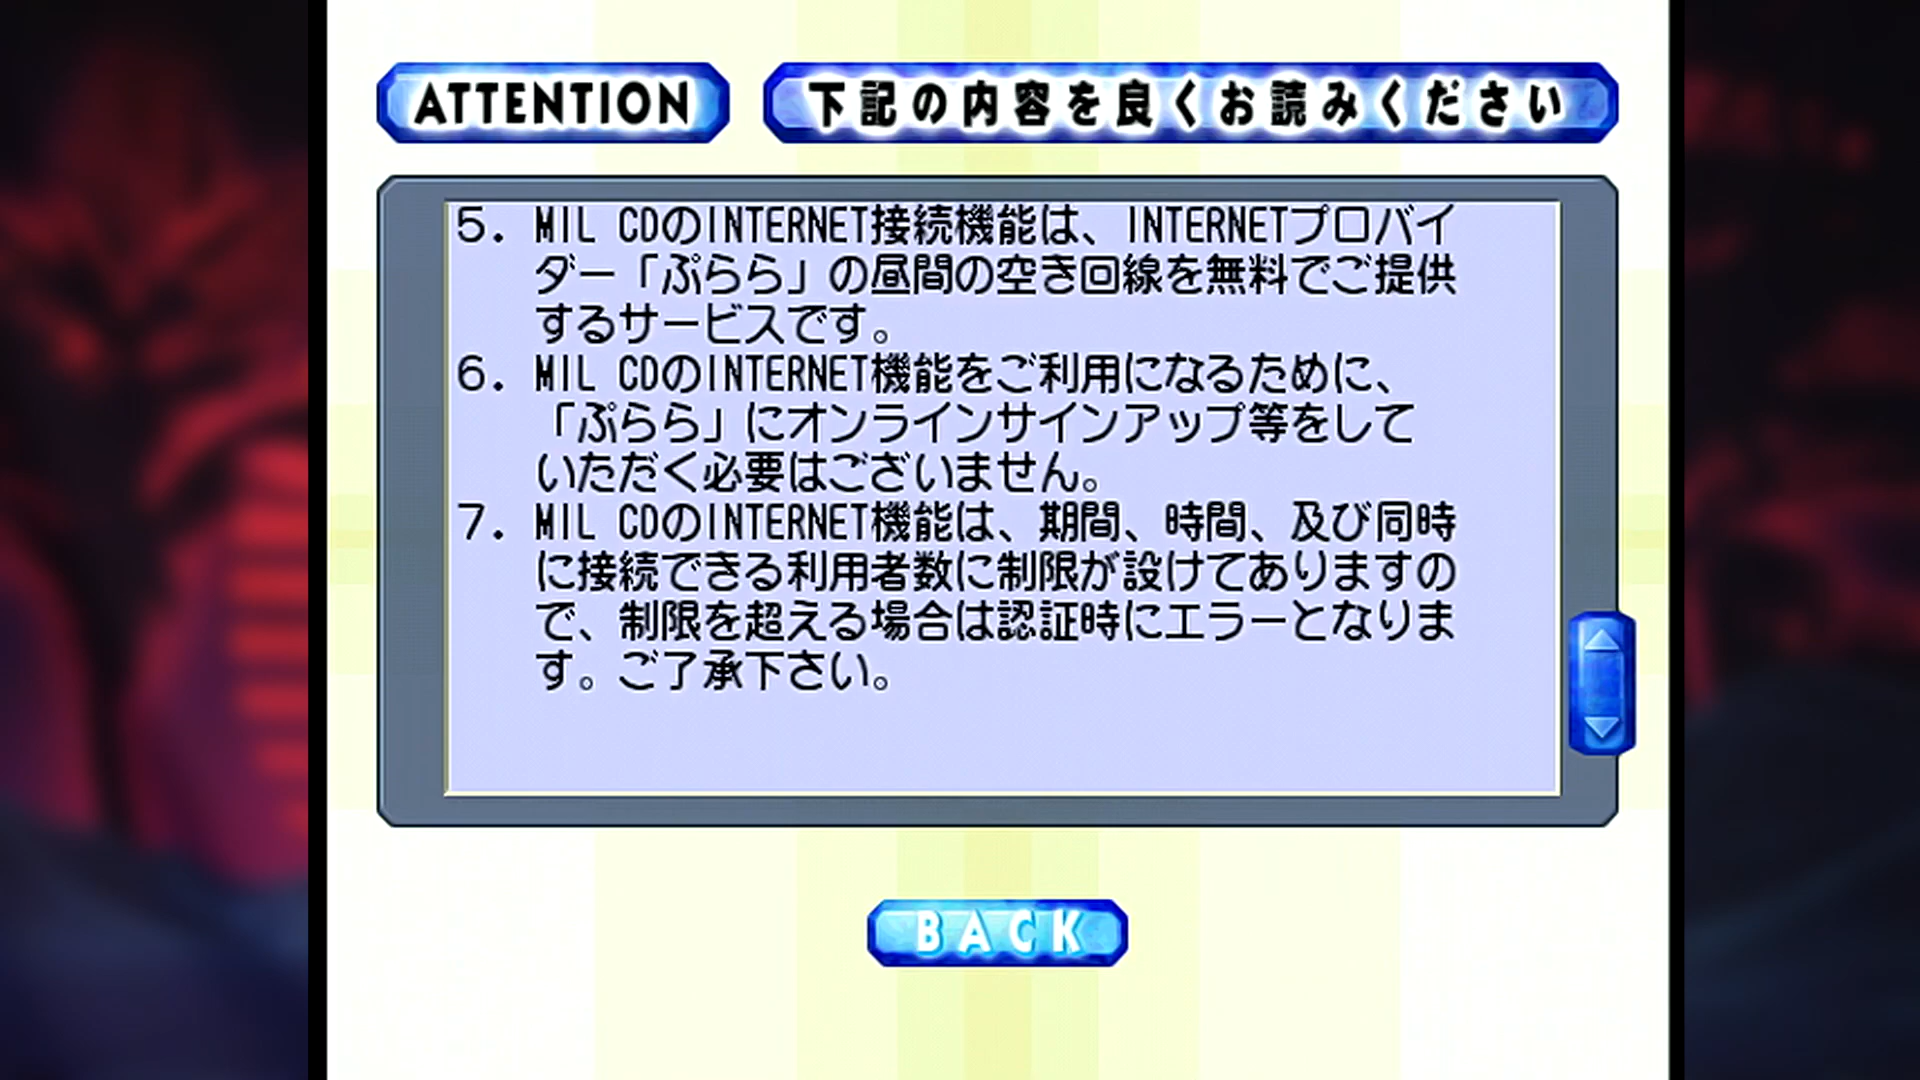 ATTENTION
下記の内容を良くお読みください
5. MIL CDのINTERNET接続機能は、INTERNETプロバイ
ダー「ぷらら」の昼間の空き回線を無料でご提供
するサービスです。
6. MIL CDのINTERNET機能をご利用になるために、
「ぷらら」にオンラインサインアップ等をして
いただく必要はございません。
7. MIL CDのINTERNET機能は、期間、時間、及び同時
に接続できる利用者数に制限が設けてありますの
で、制限を超える場合は認証時にエラーとなりま
す。ご了承下さい。
BACK